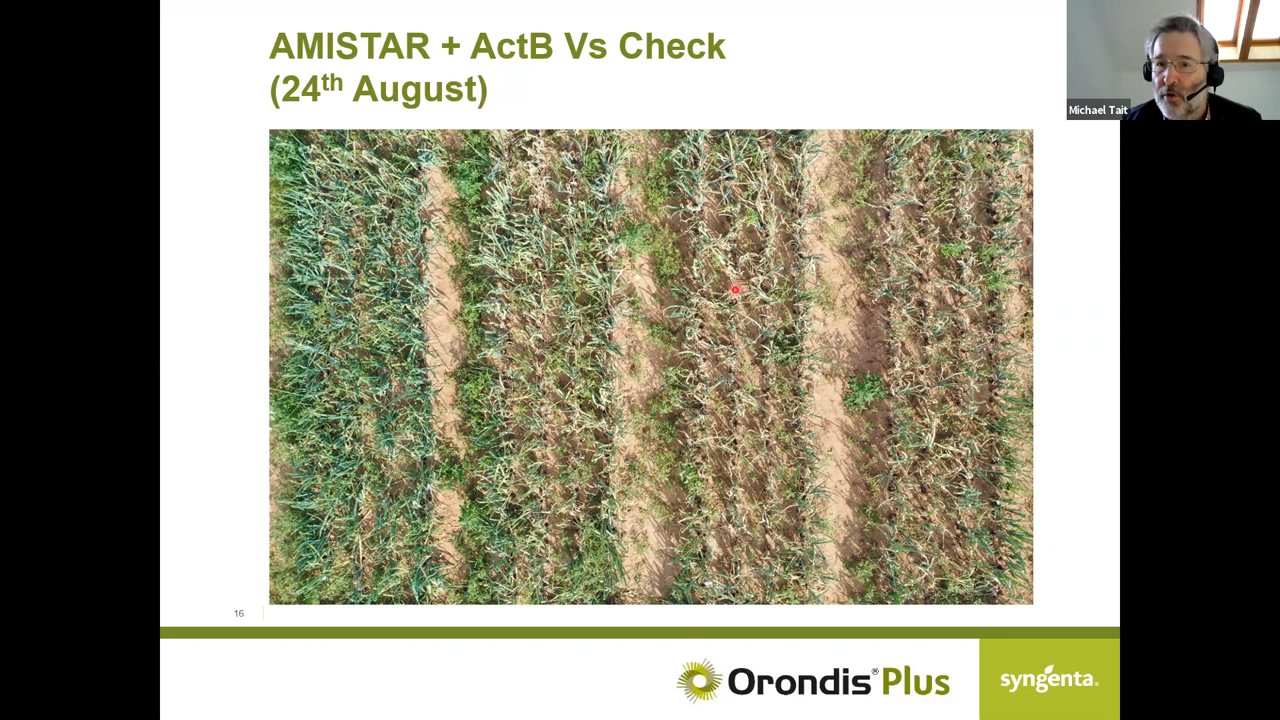 AMISTAR + ActB Vs Check
(24th August)
Michael Tait
16
Orondis® Plus
syngenta®